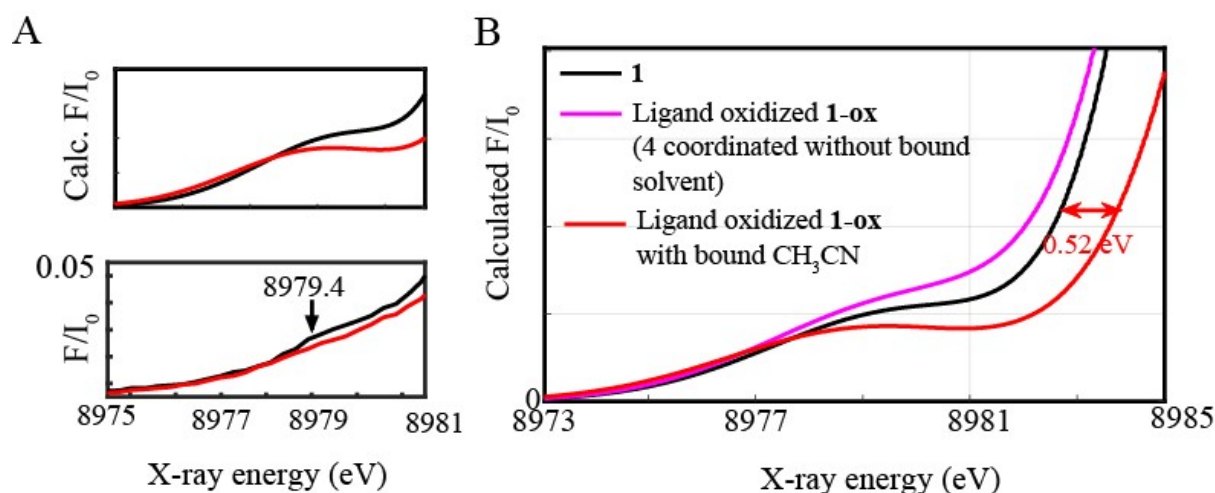 A
Calc. F/I₀
0.05
8979.4
F/I₀
8975
8977
8979
8981
X-ray energy (eV)
B
Calculated F/I₀
1
Ligand oxidized 1-ox
(4 coordinated without bound
solvent)
Ligand oxidized 1-ox
with bound CH₃CN
0.52 eV
0
8973
8977
8981
8985
X-ray energy (eV)